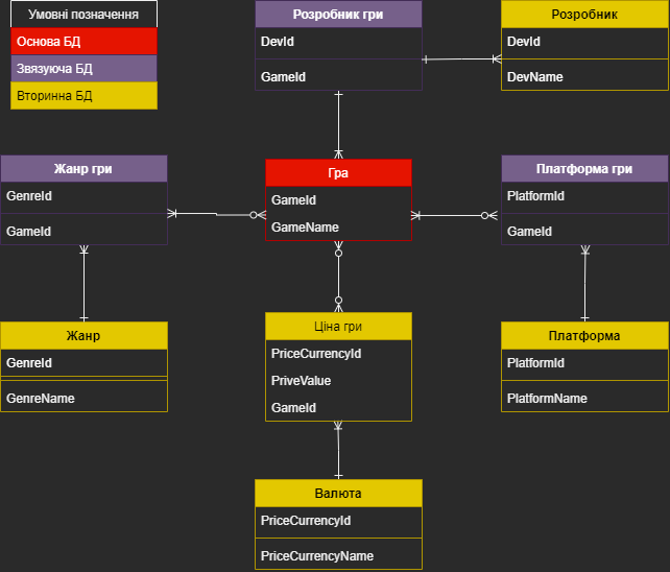 Умовні позначення
Основа БД
Звязуюча БД
Вторинна БД
Розробник гри
DevId
GameId
Розробник
DevId
DevName
Жанр гри
GenreId
GameId
Гра
GameId
GameName
Платформа гри
PlatformId
GameId
Жанр
GenreId
GenreName
Ціна гри
PriceCurrencyId
PriveValue
GameId
Платформа
PlatformId
PlatformName
Валюта
PriceCurrencyId
PriceCurrencyName